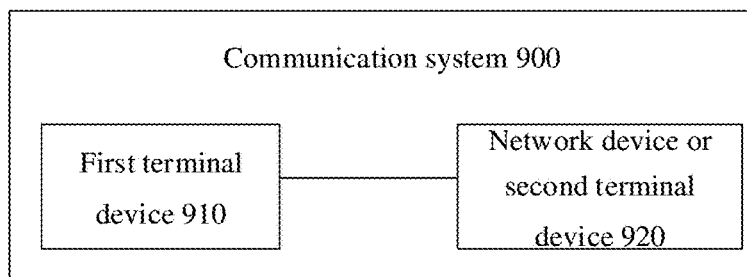 Communication system 900
First terminal
device 910
Network device or
second terminal
device 920